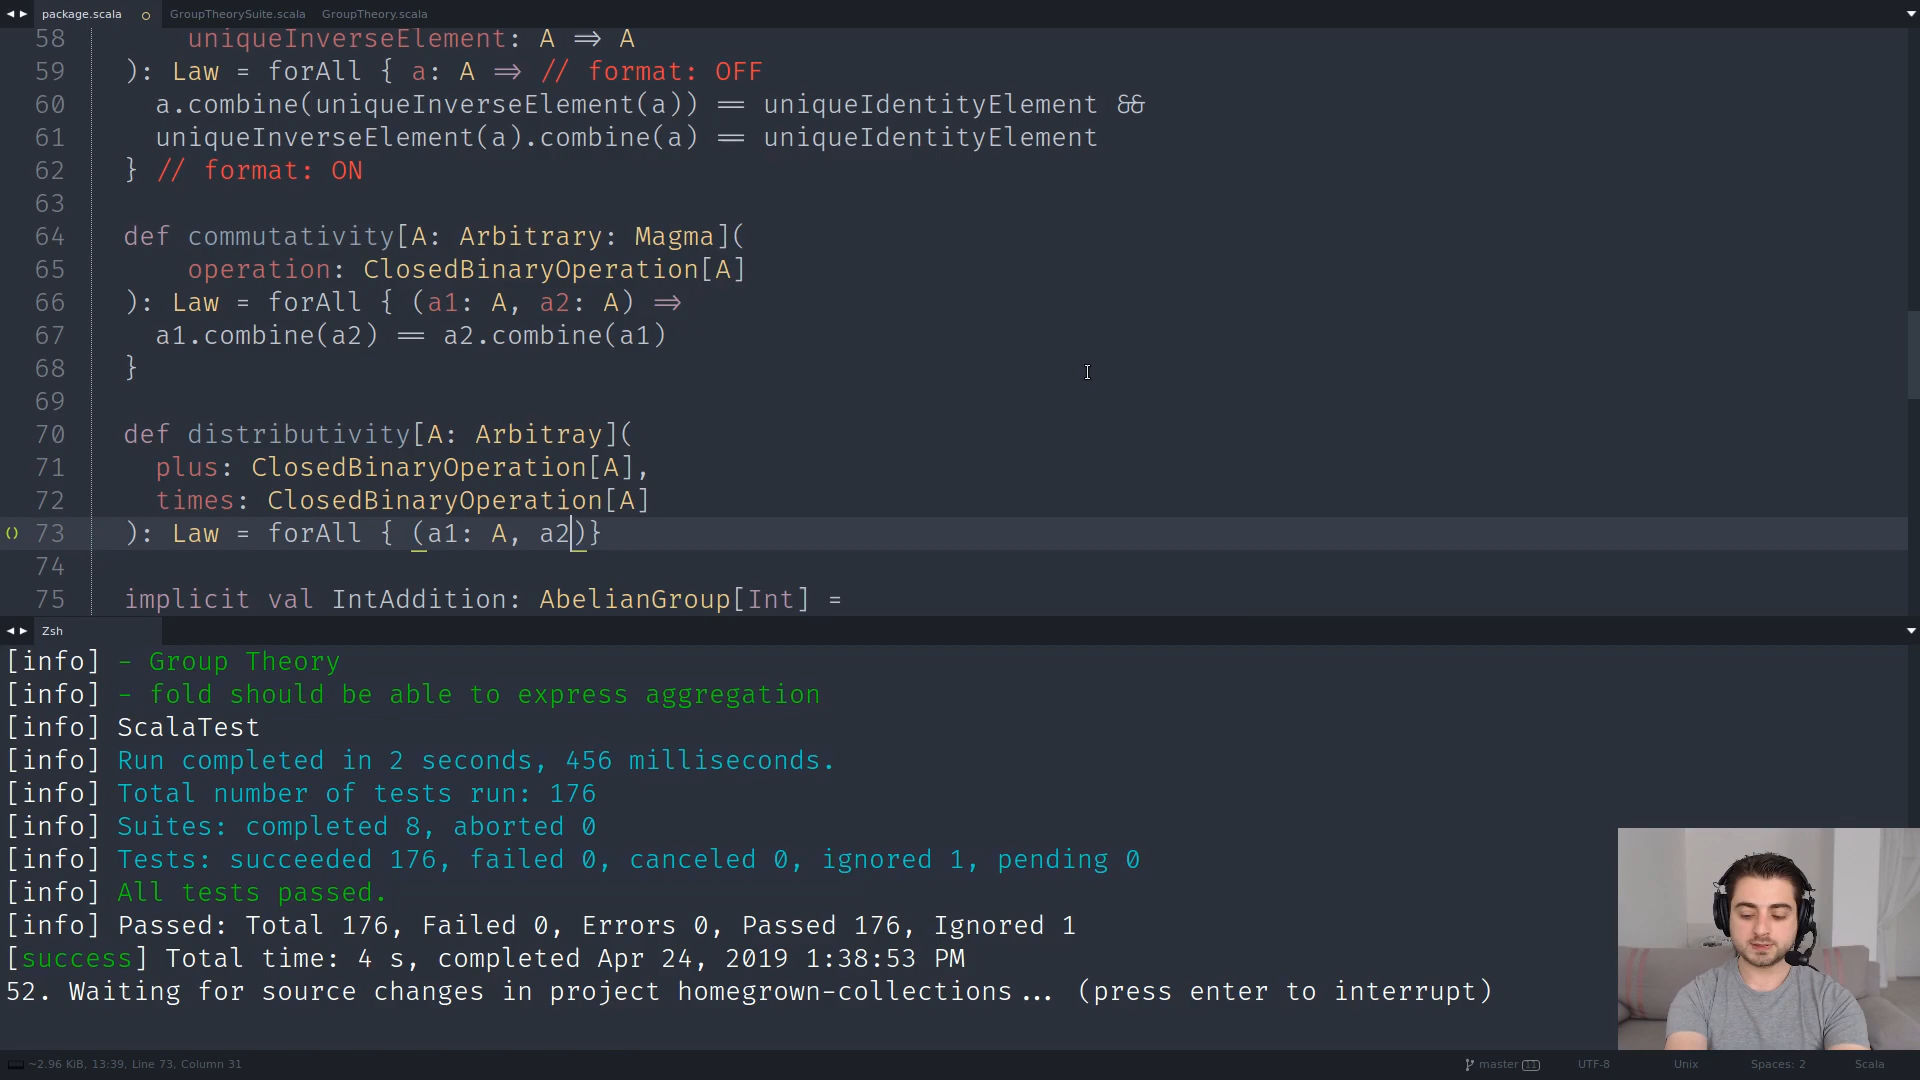 package.scala
GroupTheorySuite.scala
GroupTheory.scala
58 uniqueInverseElement: A => A
59 ): Law = forAll { a: A => // format: OFF
60 a.combine(uniqueInverseElement(a)) == uniqueIdentityElement &&
61 uniqueInverseElement(a).combine(a) == uniqueIdentityElement
62 } // format: ON
63
64 def commutativity[A: Arbitrary: Magma](
65 operation: ClosedBinaryOperation[A]
66 ): Law = forAll { (a1: A, a2: A) =>
67 a1.combine(a2) == a2.combine(a1)
68 }
69
70 def distributivity[A: Arbitray](
71 plus: ClosedBinaryOperation[A],
72 times: ClosedBinaryOperation[A]
73 ): Law = forAll { (a1: A, a2)}
74
75 implicit val IntAddition: AbelianGroup[Int] =
Zsh
[info] - Group Theory
[info] - fold should be able to express aggregation
[info] ScalaTest
[info] Run completed in 2 seconds, 456 milliseconds.
[info] Total number of tests run: 176
[info] Suites: completed 8, aborted 0
[info] Tests: succeeded 176, failed 0, canceled 0, ignored 1, pending 0
[info] All tests passed.
[info] Passed: Total 176, Failed 0, Errors 0, Passed 176, Ignored 1
[success] Total time: 4 s, completed Apr 24, 2019 1:38:53 PM
52. Waiting for source changes in project homegrown-collections... (press enter to interrupt)
~2.96 KiB, 13:39, Line 73, Column 31
master 11
UTF-8
Unix
Spaces: 2
Scala